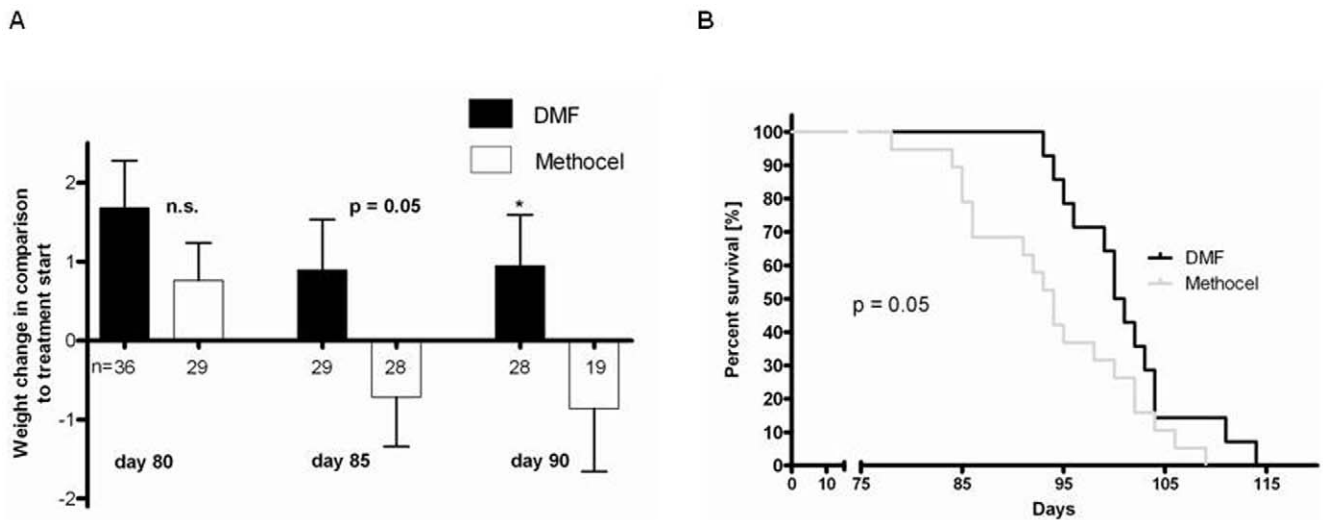 A
B
DMF
Methocel
Weight change in comparison
to treatment start
2
1
0
-1
-2
n.s.
p = 0.05
*
n=36
29
29
28
28
19
day 80
day 85
day 90
Percent survival [%]
100
90
80
70
60
50
40
30
20
10
0
DMF
Methocel
p = 0.05
0 10 75 85 95 105 115
Days